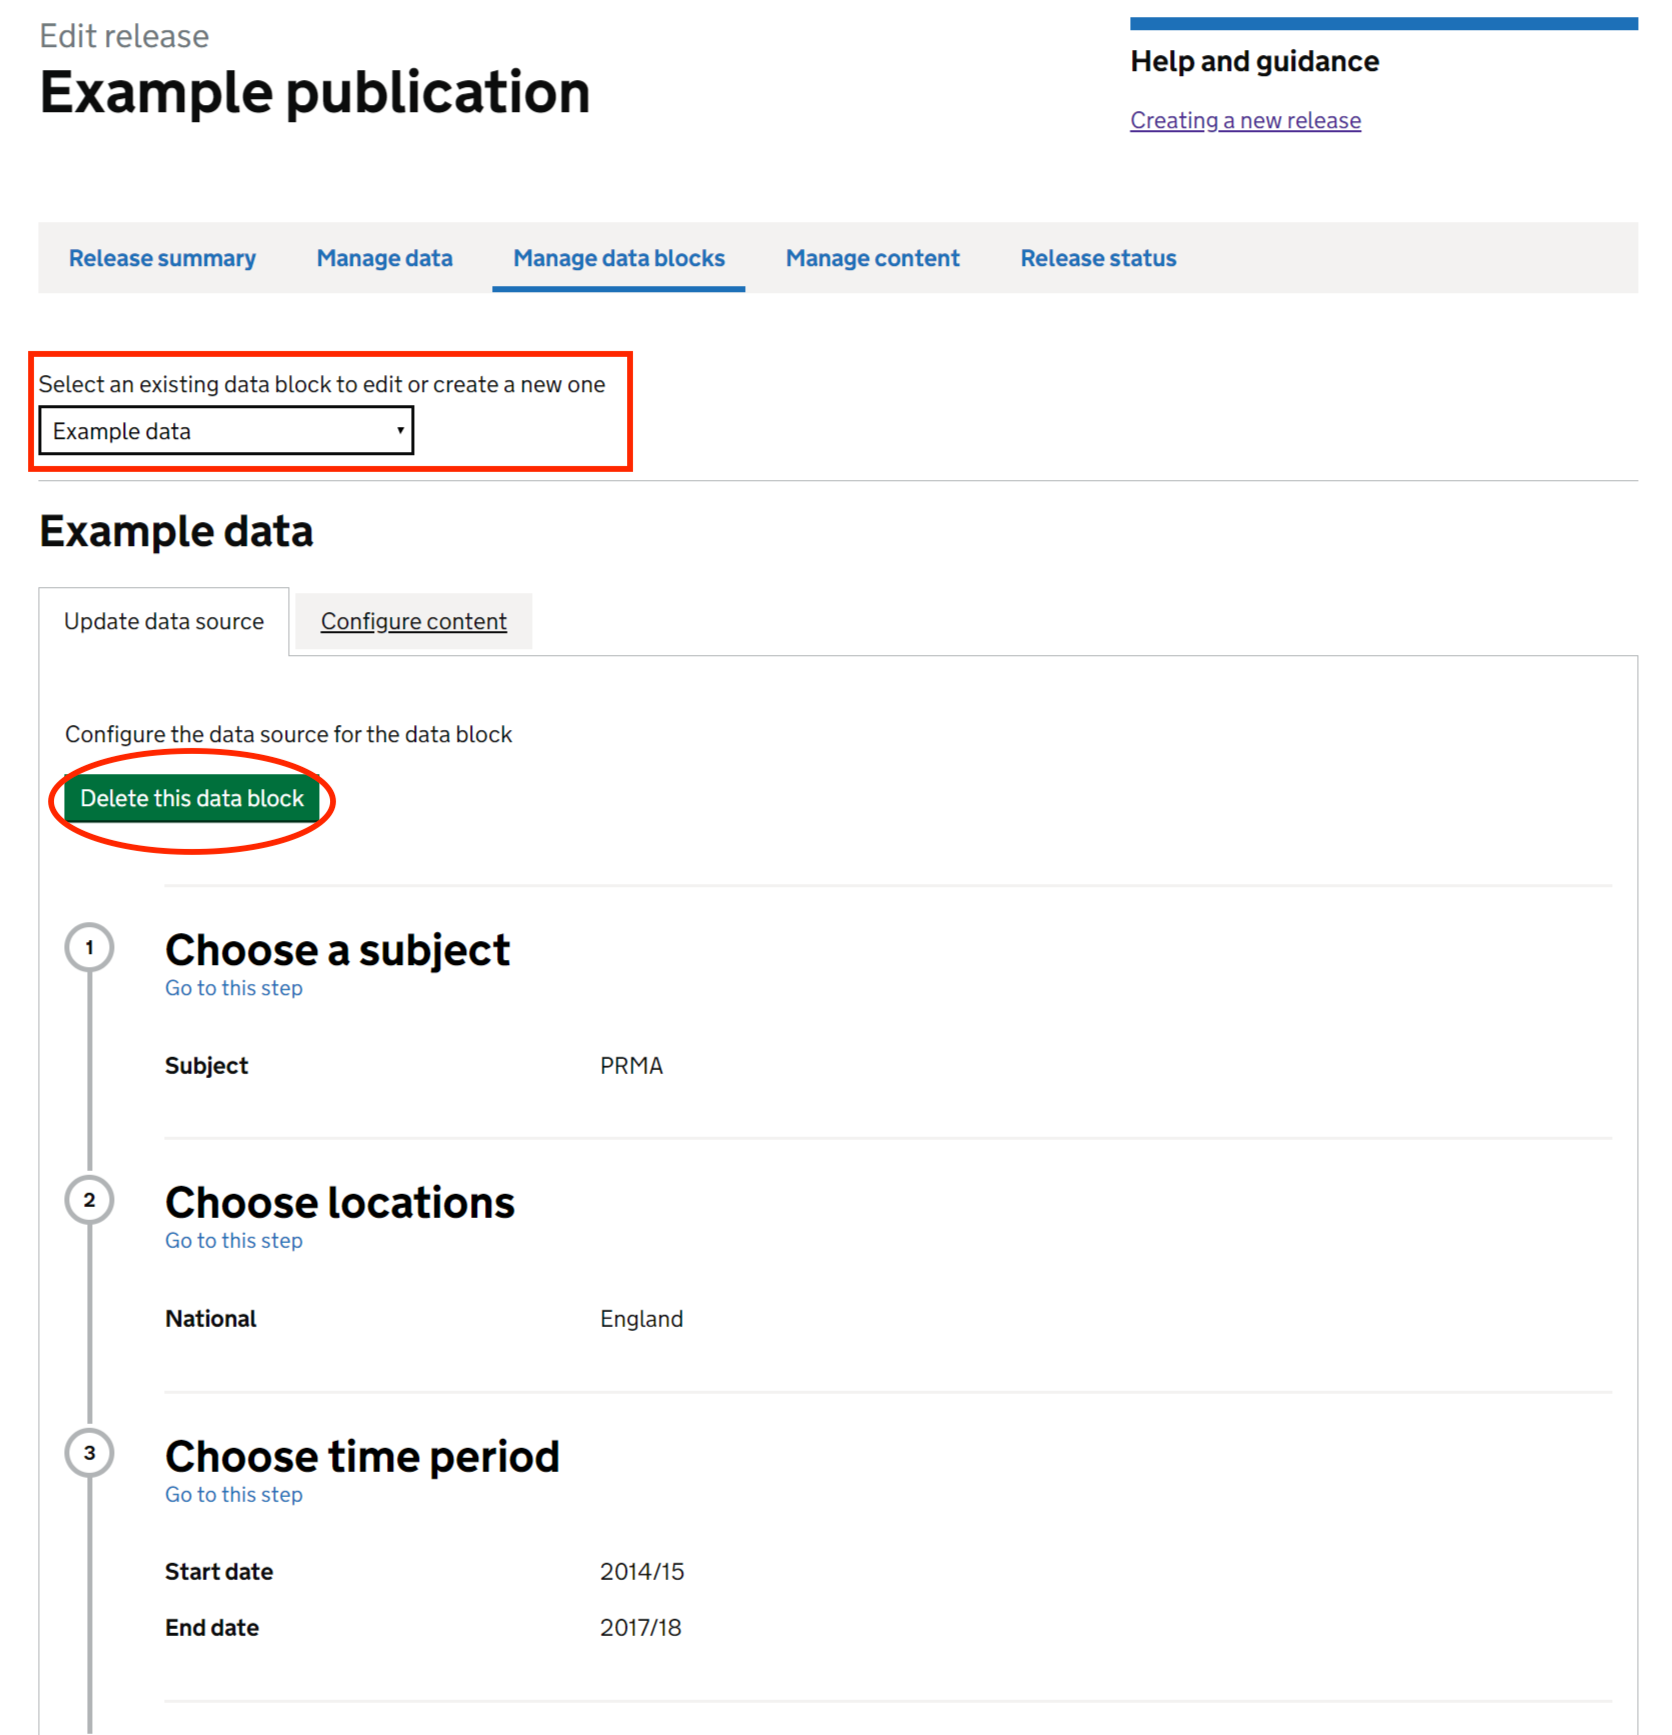 Edit release
Example publication
Help and guidance
Creating a new release
Release summary
Manage data
Manage data blocks
Manage content
Release status
Select an existing data block to edit or create a new one
Example data
Example data
Update data source
Configure content
Configure the data source for the data block
Delete this data block
1
Choose a subject
Go to this step
Subject
PRMA
2
Choose locations
Go to this step
National
England
3
Choose time period
Go to this step
Start date
2014/15
End date
2017/18